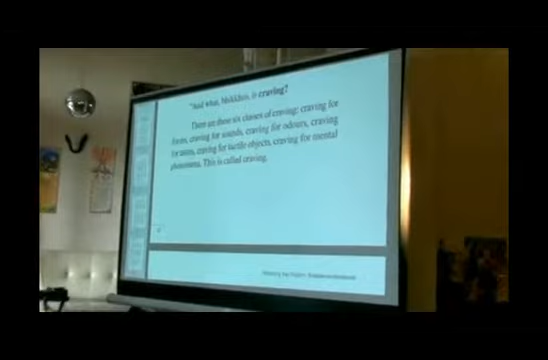 "And what, bhikkhus, is craving?
There are these six classes of craving: craving for
forms, craving for sounds, craving for odours, craving
for tastes, craving for tactile objects, craving for mental
phenomena. This is called craving.